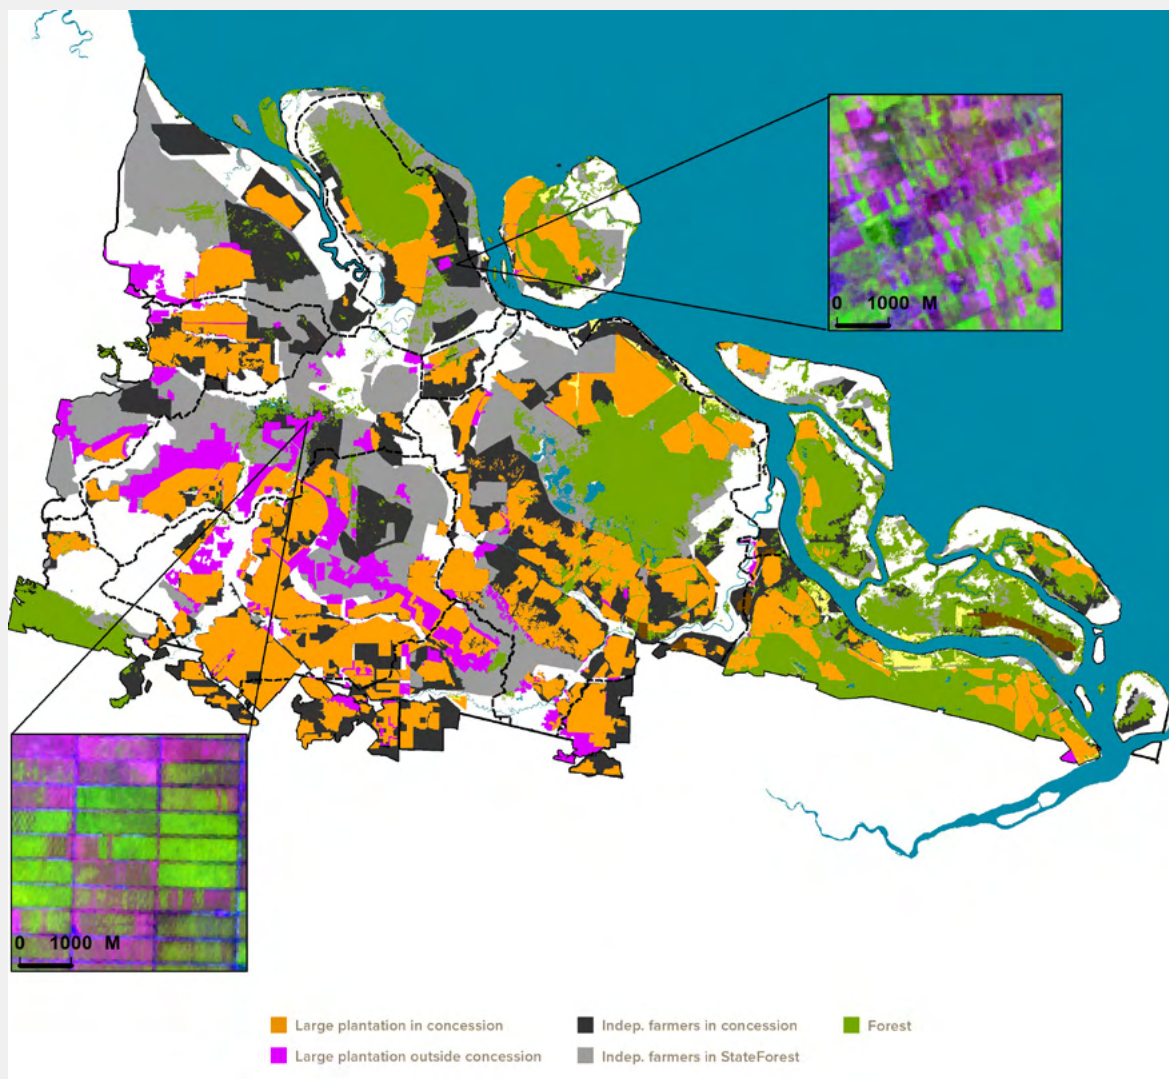 0 1000 M
0 1000 M
Large plantation in concession
Indep. farmers in concession
Forest
Large plantation outside concession
Indep. farmers in StateForest